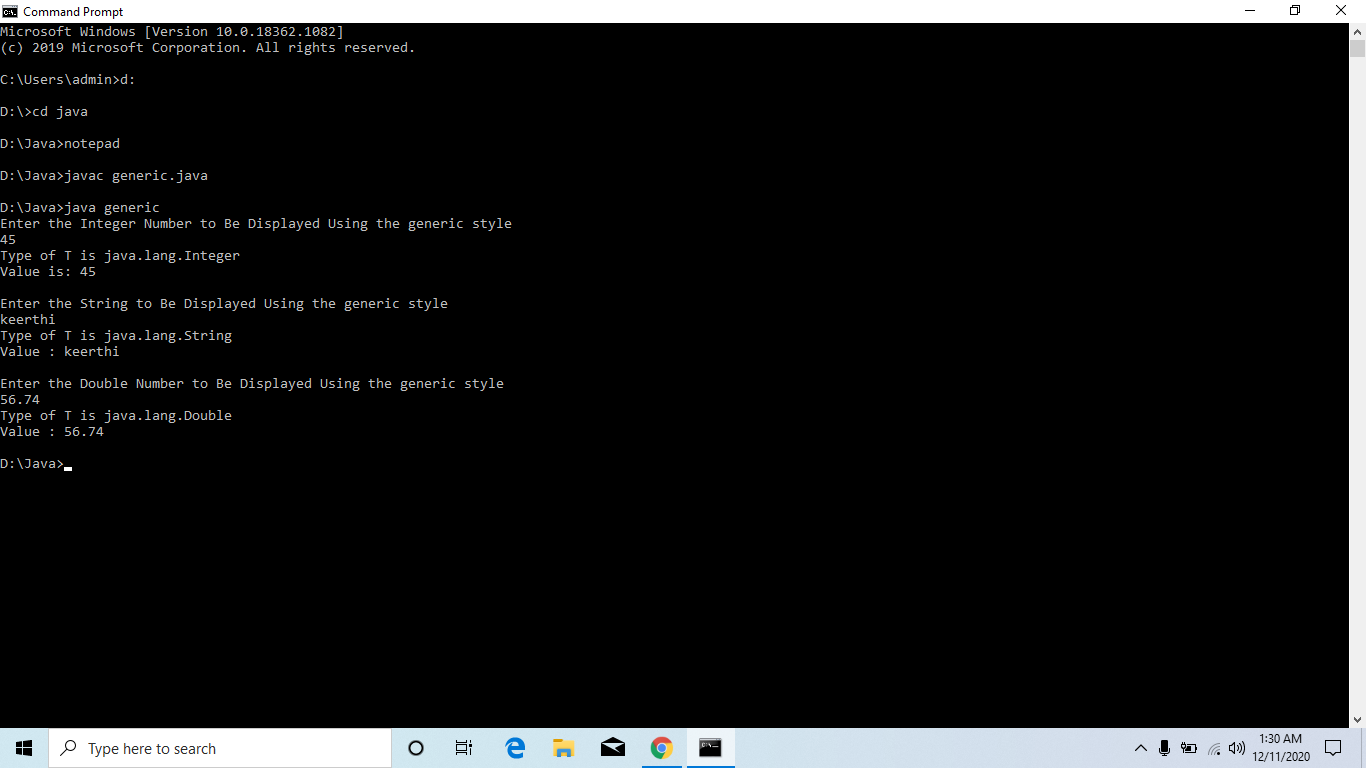 Command Prompt
Microsoft Windows [Version 10.0.18362.1082]
(c) 2019 Microsoft Corporation. All rights reserved.
C:\Users\admin>d:
D:\>cd java
D:\Java>notepad
D:\Java>javac generic.java
D:\Java>java generic
Enter the Integer Number to Be Displayed Using the generic style
45
Type of T is java.lang.Integer
Value is: 45
Enter the String to Be Displayed Using the generic style
keerthi
Type of T is java.lang.String
Value : keerthi
Enter the Double Number to Be Displayed Using the generic style
56.74
Type of T is java.lang.Double
Value : 56.74
D:\Java>
Type here to search
1:30 AM
12/11/2020